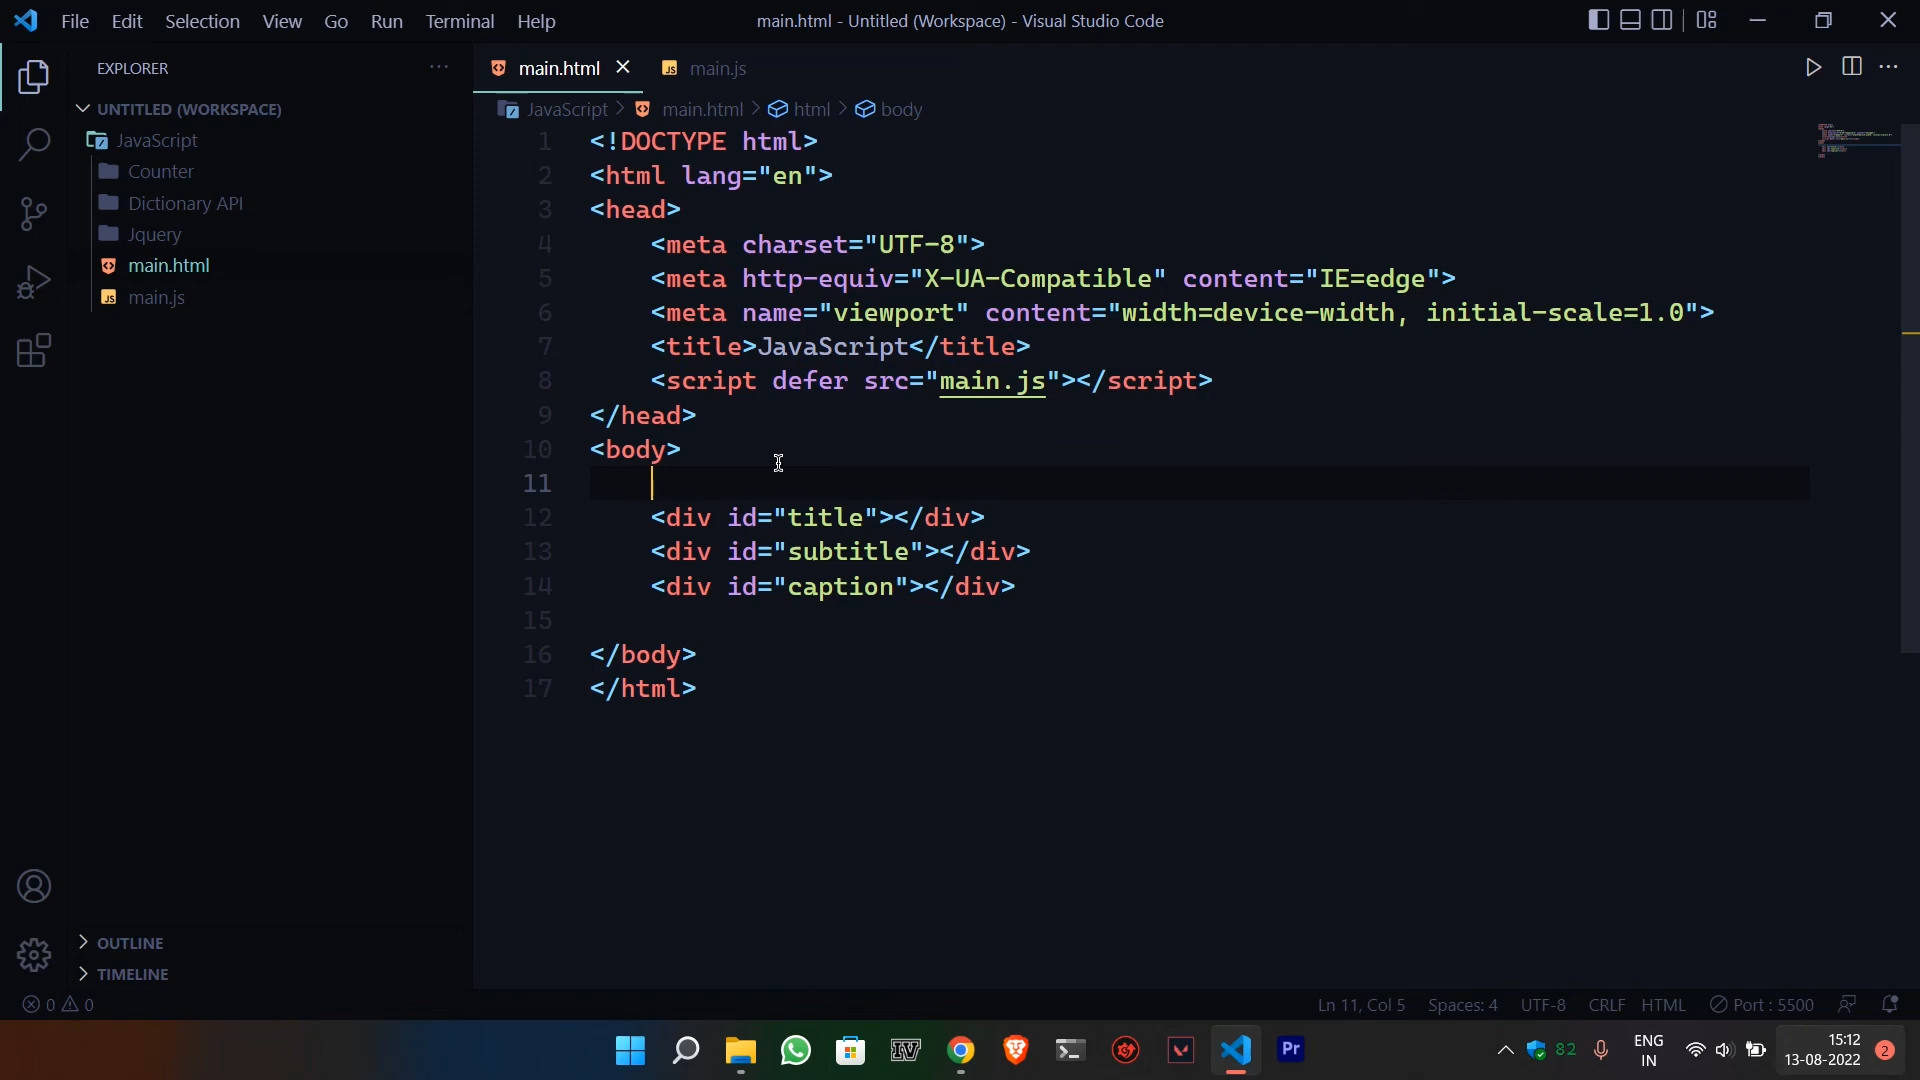 File Edit Selection View Go Run Terminal Help main.html - Untitled (Workspace) - Visual Studio Code
EXPLORER
UNTITLED (WORKSPACE)
JavaScript
Counter
Dictionary API
Jquery
main.html
main.js
OUTLINE
TIMELINE
main.html main.js
JavaScript > main.html > html > body
1 <!DOCTYPE html>
2 <html lang="en">
3 <head>
4 <meta charset="UTF-8">
5 <meta http-equiv="X-UA-Compatible" content="IE=edge">
6 <meta name="viewport" content="width=device-width, initial-scale=1.0">
7 <title>JavaScript</title>
8 <script defer src="main.js"></script>
9 </head>
10 <body>
11
12 <div id="title"></div>
13 <div id="subtitle"></div>
14 <div id="caption"></div>
15
16 </body>
17 </html>
0 0 Ln 11, Col 5 Spaces: 4 UTF-8 CRLF HTML Port : 5500
IV Pr 82 ENG 15:12
IN 13-08-2022 2